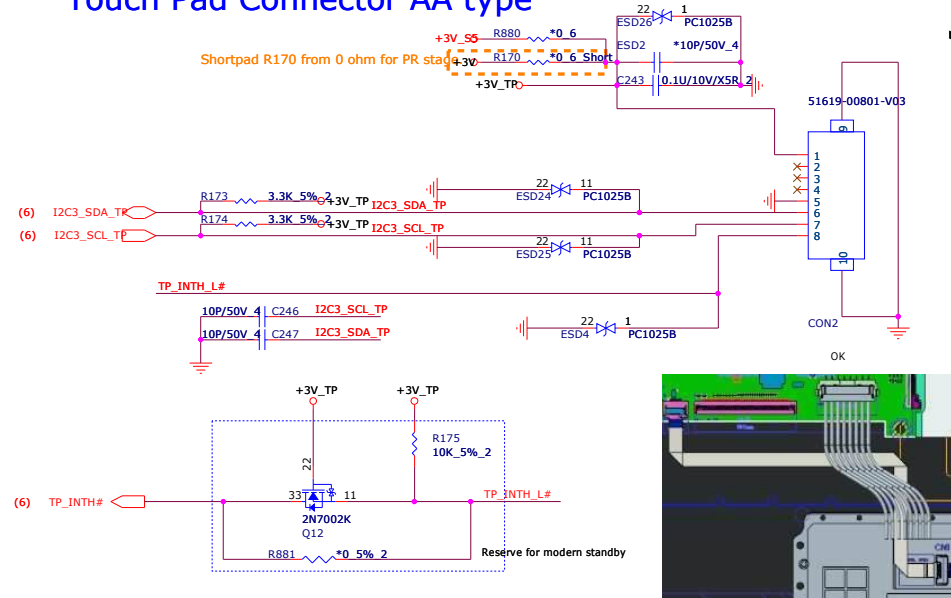 Touch Pad Connector AA type
22 1
ESD26 PC1025B
+3V_S5 R880 *0_6
ESD2 *10P/50V_4
Shortpad R170 from 0 ohm for PR stage
+3V R170 *0_6_Short
+3V_TP C243 0.1U/10V/X5R_2
51619-00801-V03
9
1
2
3
4
5
6
7
8
10
CON2
OK
R173 3.3K_5%_2 +3V_TP
22 11
ESD24 PC1025B
(6) I2C3_SDA_TP I2C3_SDA_TP
R174 3.3K_5%_2 +3V_TP
(6) I2C3_SCL_TP I2C3_SCL_TP
22 11
ESD25 PC1025B
TP_INTH_L#
10P/50V_4 C246 I2C3_SCL_TP
10P/50V_4 C247 I2C3_SDA_TP
22 1
ESD4 PC1025B
+3V_TP +3V_TP
R175
10K_5%_2
22
(6) TP_INTH# 33 11 TP_INTH_L#
2N7002K
Q12
R881 *0_5%_2
Reserve for modern standby